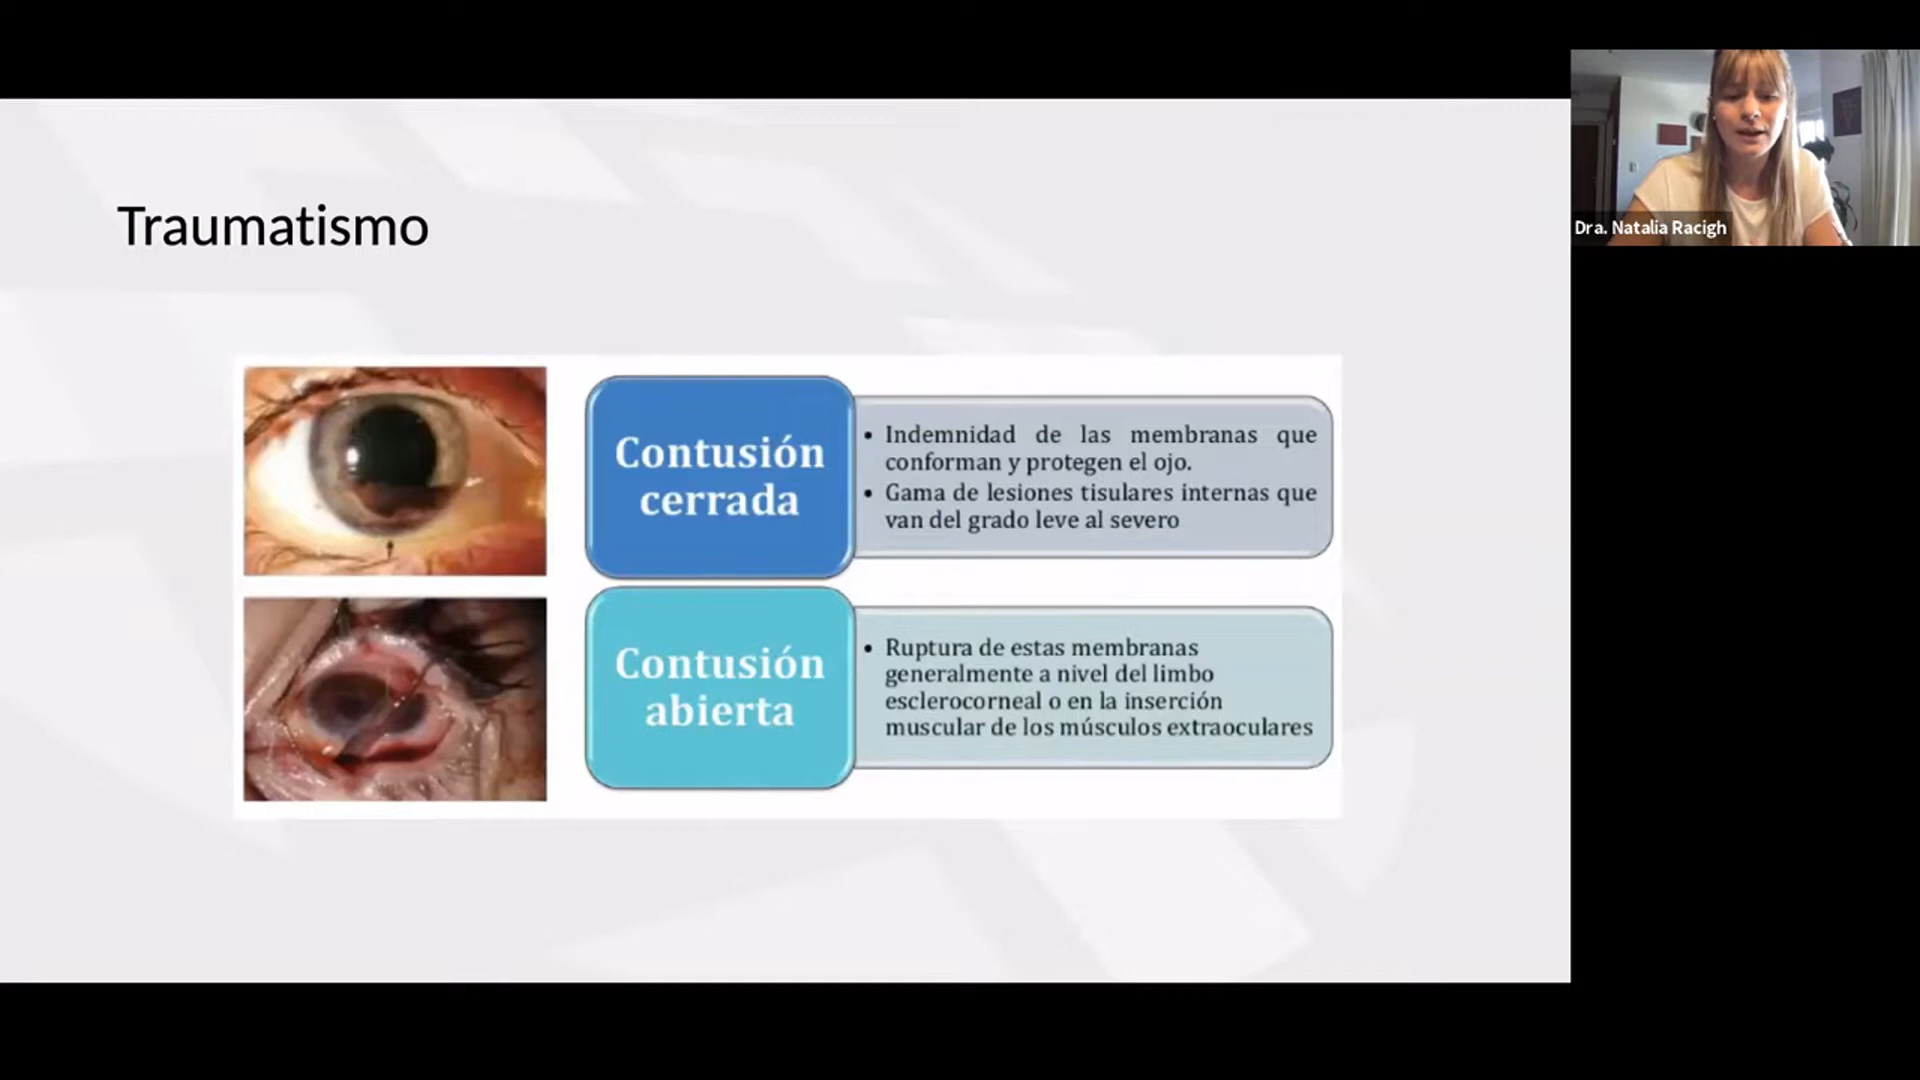 Traumatismo
Contusión
cerrada
• Indemnidad de las membranas que
conforman y protegen el ojo.
• Gama de lesiones tisulares internas que
van del grado leve al severo
Contusión
abierta
• Ruptura de estas membranas
generalmente a nivel del limbo
esclerocorneal o en la inserción
muscular de los músculos extraoculares
Dra. Natalia Racigh